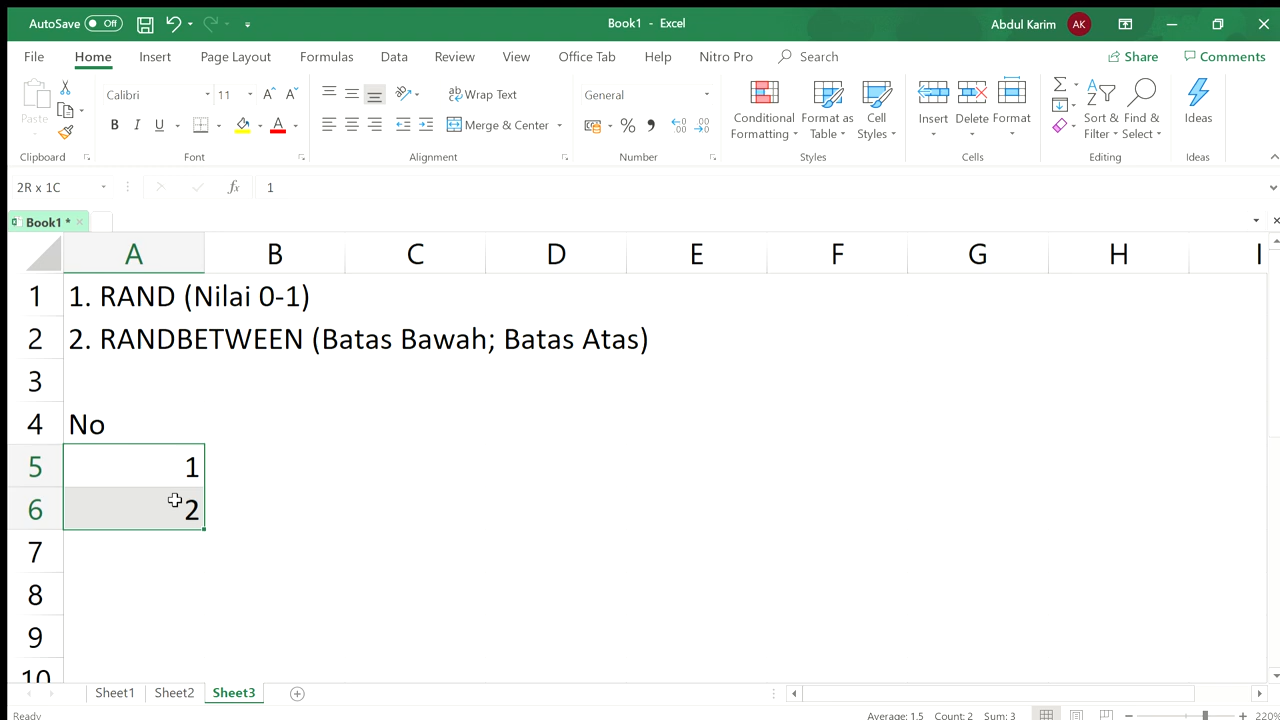 AutoSave Off Book1 - Excel Abdul Karim AK
File Home Insert Page Layout Formulas Data Review View Office Tab Help Nitro Pro Search Share Comments
Paste Calibri 11 Wrap Text General Conditional Formatting Format as Table Cell Styles Insert Delete Format Sort & Filter Find & Select Ideas
B I U A Merge & Center
Clipboard Font Alignment Number Styles Cells Editing Ideas
2R x 1C fx 1
Book1 *
A B C D E F G H I
1 1. RAND (Nilai 0-1)
2 2. RANDBETWEEN (Batas Bawah; Batas Atas)
3
4 No
5 1
6 2
7
8
9
10
Sheet1 Sheet2 Sheet3
Ready Average: 1.5 Count: 2 Sum: 3 220%